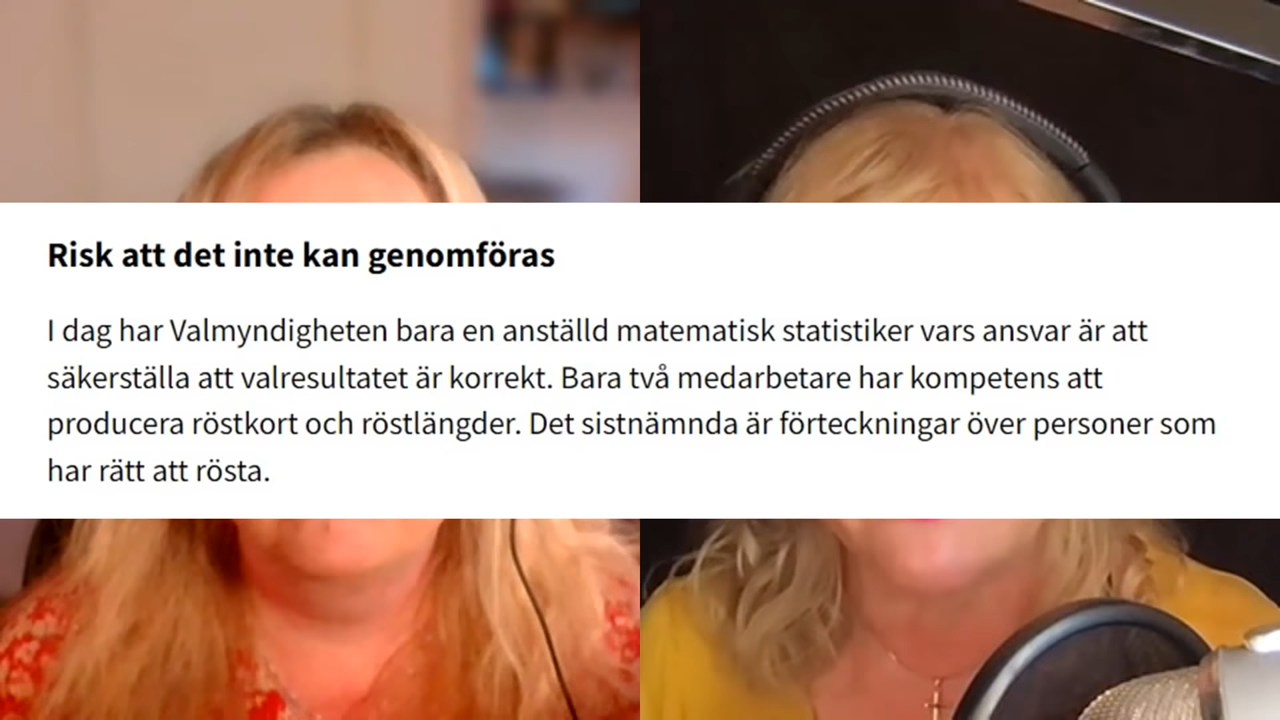 Risk att det inte kan genomföras
I dag har Valmyndigheten bara en anställd matematisk statistiker vars ansvar är att
säkerställa att valresultatet är korrekt. Bara två medarbetare har kompetens att
producera röstkort och röstlängder. Det sistnämnda är förteckningar över personer som
har rätt att rösta.